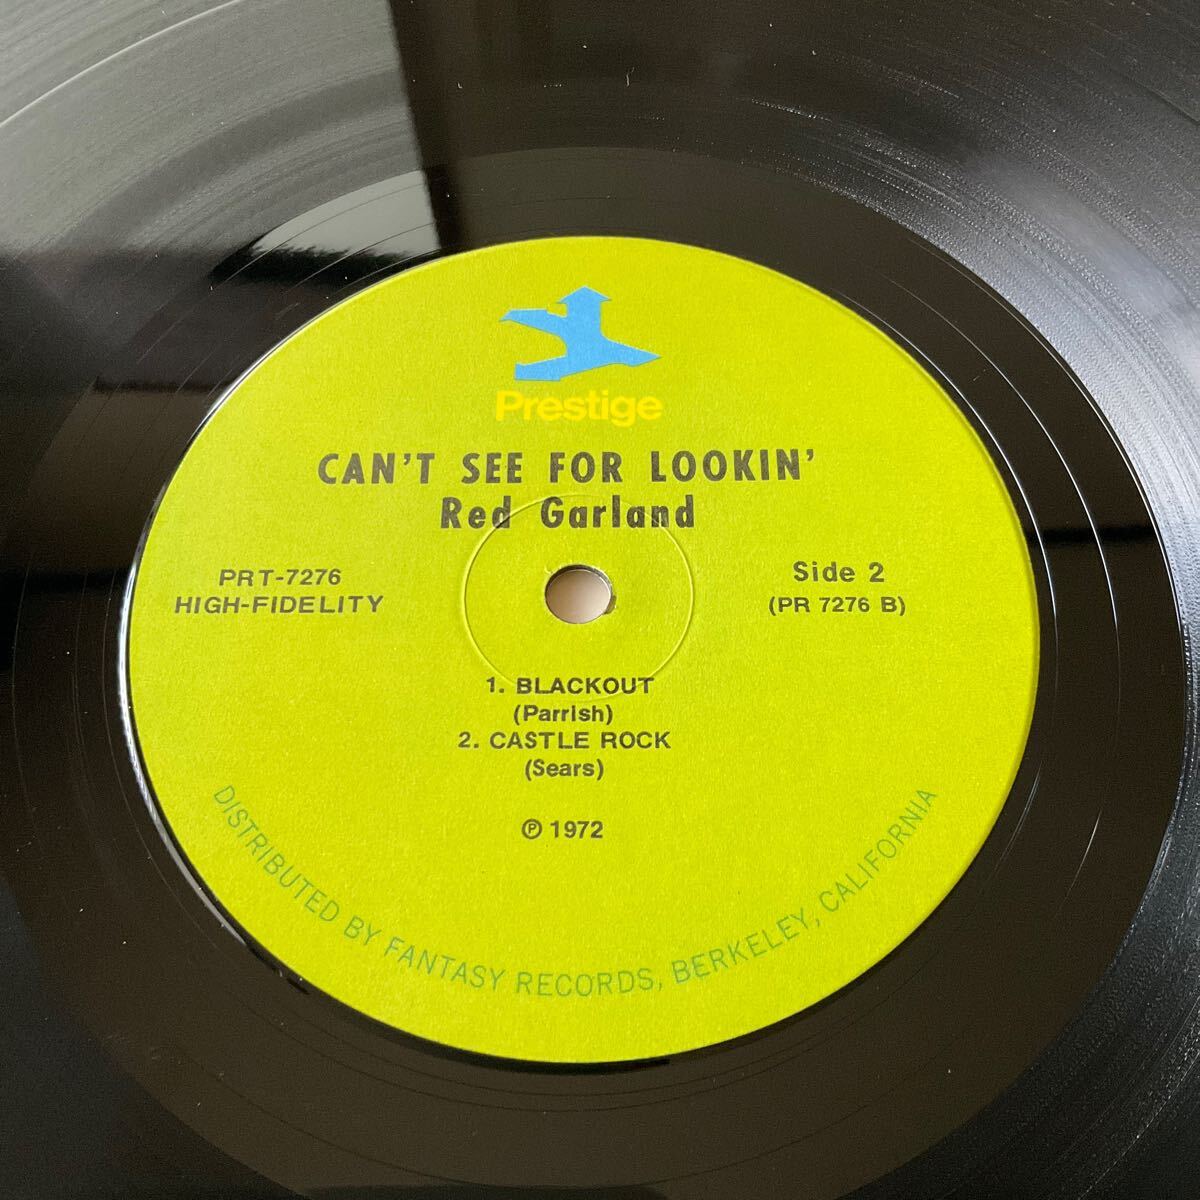 Prestige
CAN'T SEE FOR LOOKIN'
Red Garland
PRT-7276
HIGH-FIDELITY
Side 2
(PR 7276 B)
1. BLACKOUT
(Parrish)
2. CASTLE ROCK
(Sears)
℗ 1972
DISTRIBUTED BY FANTASY RECORDS, BERKELEY, CALIFORNIA